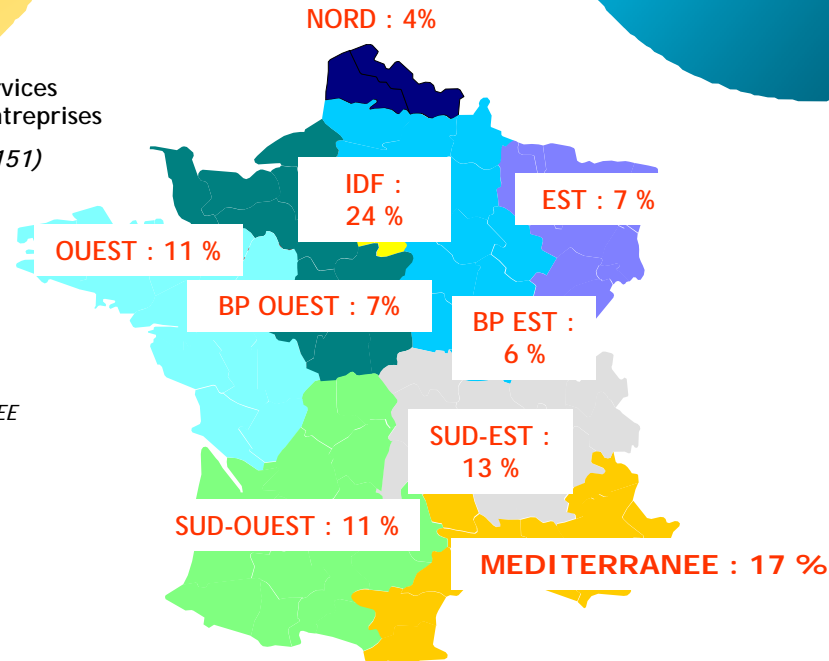 NORD : 4%
vices
ntreprises
151)
IDF :
24 %
EST : 7 %
OUEST : 11 %
BP OUEST : 7%
BP EST :
6 %
EE
SUD-EST :
13 %
SUD-OUEST : 11 %
MEDITERRANEE : 17 %